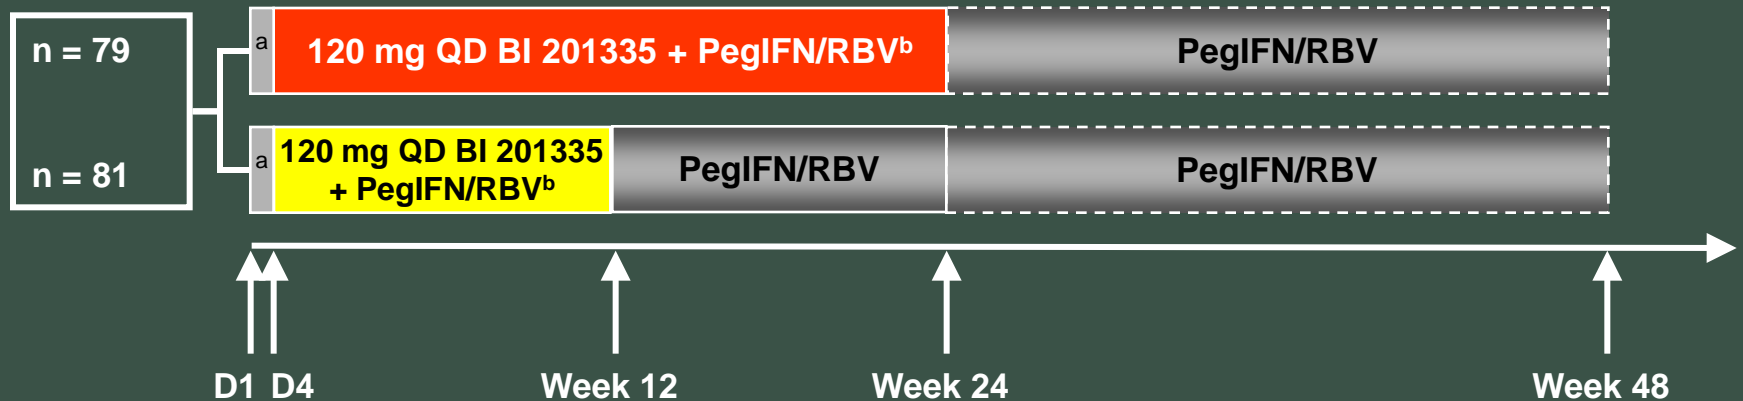 n = 79
a
120 mg QD BI 201335 + PegIFN/RBVᵇ
PegIFN/RBV
n = 81
a
120 mg QD BI 201335
+ PegIFN/RBVᵇ
PegIFN/RBV
PegIFN/RBV
D1 D4 Week 12 Week 24 Week 48